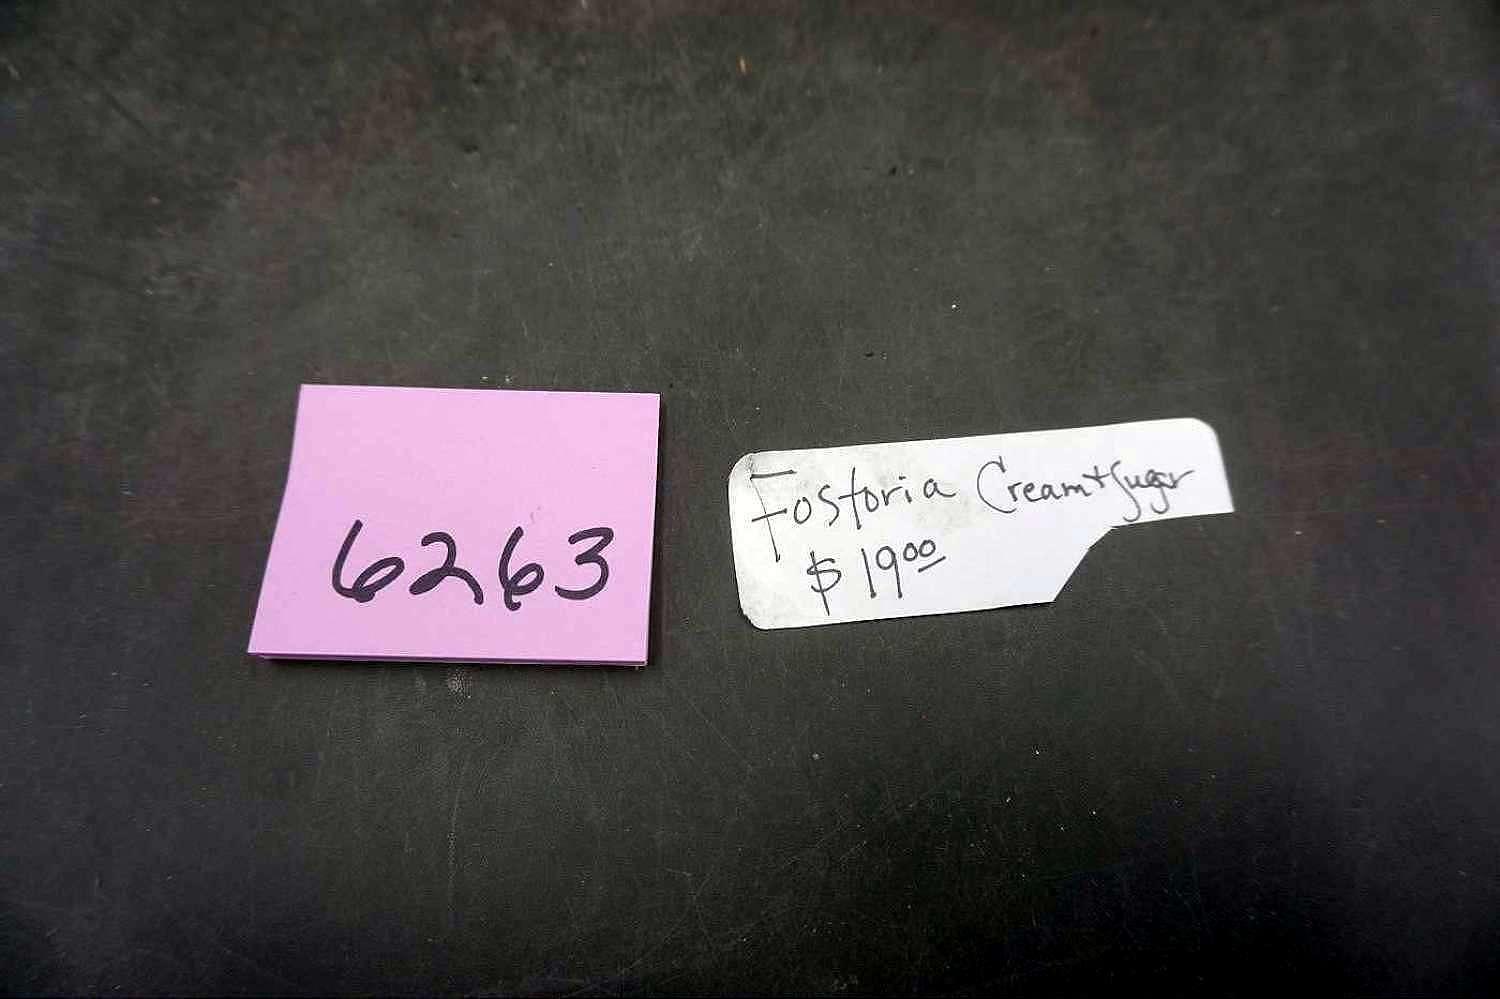 6263
Fostoria Cream + Sugar
$19.00